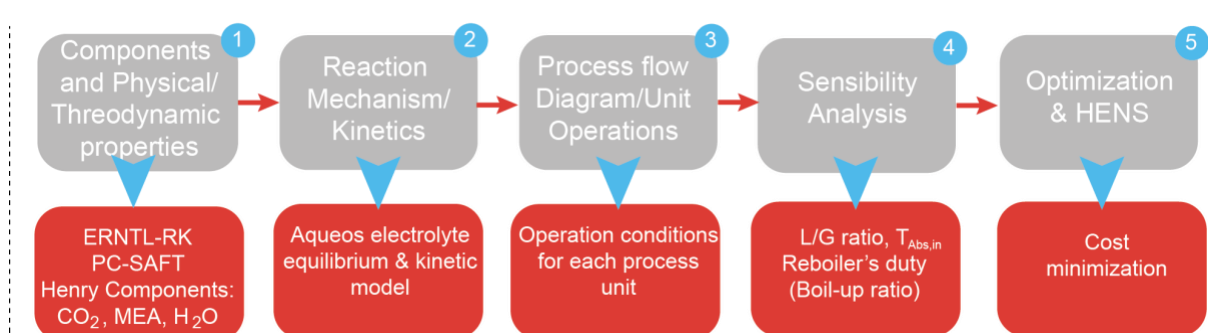 1
Components
and Physical/
Threodynamic
properties
2
Reaction
Mechanism/
Kinetics
3
Process flow
Diagram/Unit
Operations
4
Sensibility
Analysis
5
Optimization
& HENS
ERNTL-RK
PC-SAFT
Henry Components:
CO₂, MEA, H₂O
Aqueos electrolyte
equilibrium & kinetic
model
Operation conditions
for each process
unit
L/G ratio, T_Abs,in
Reboiler's duty
(Boil-up ratio)
Cost
minimization